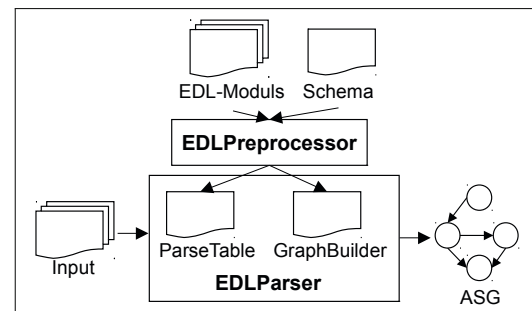 EDL-Moduls Schema
EDLPreprocessor
ParseTable GraphBuilder
Input
EDLParser
ASG